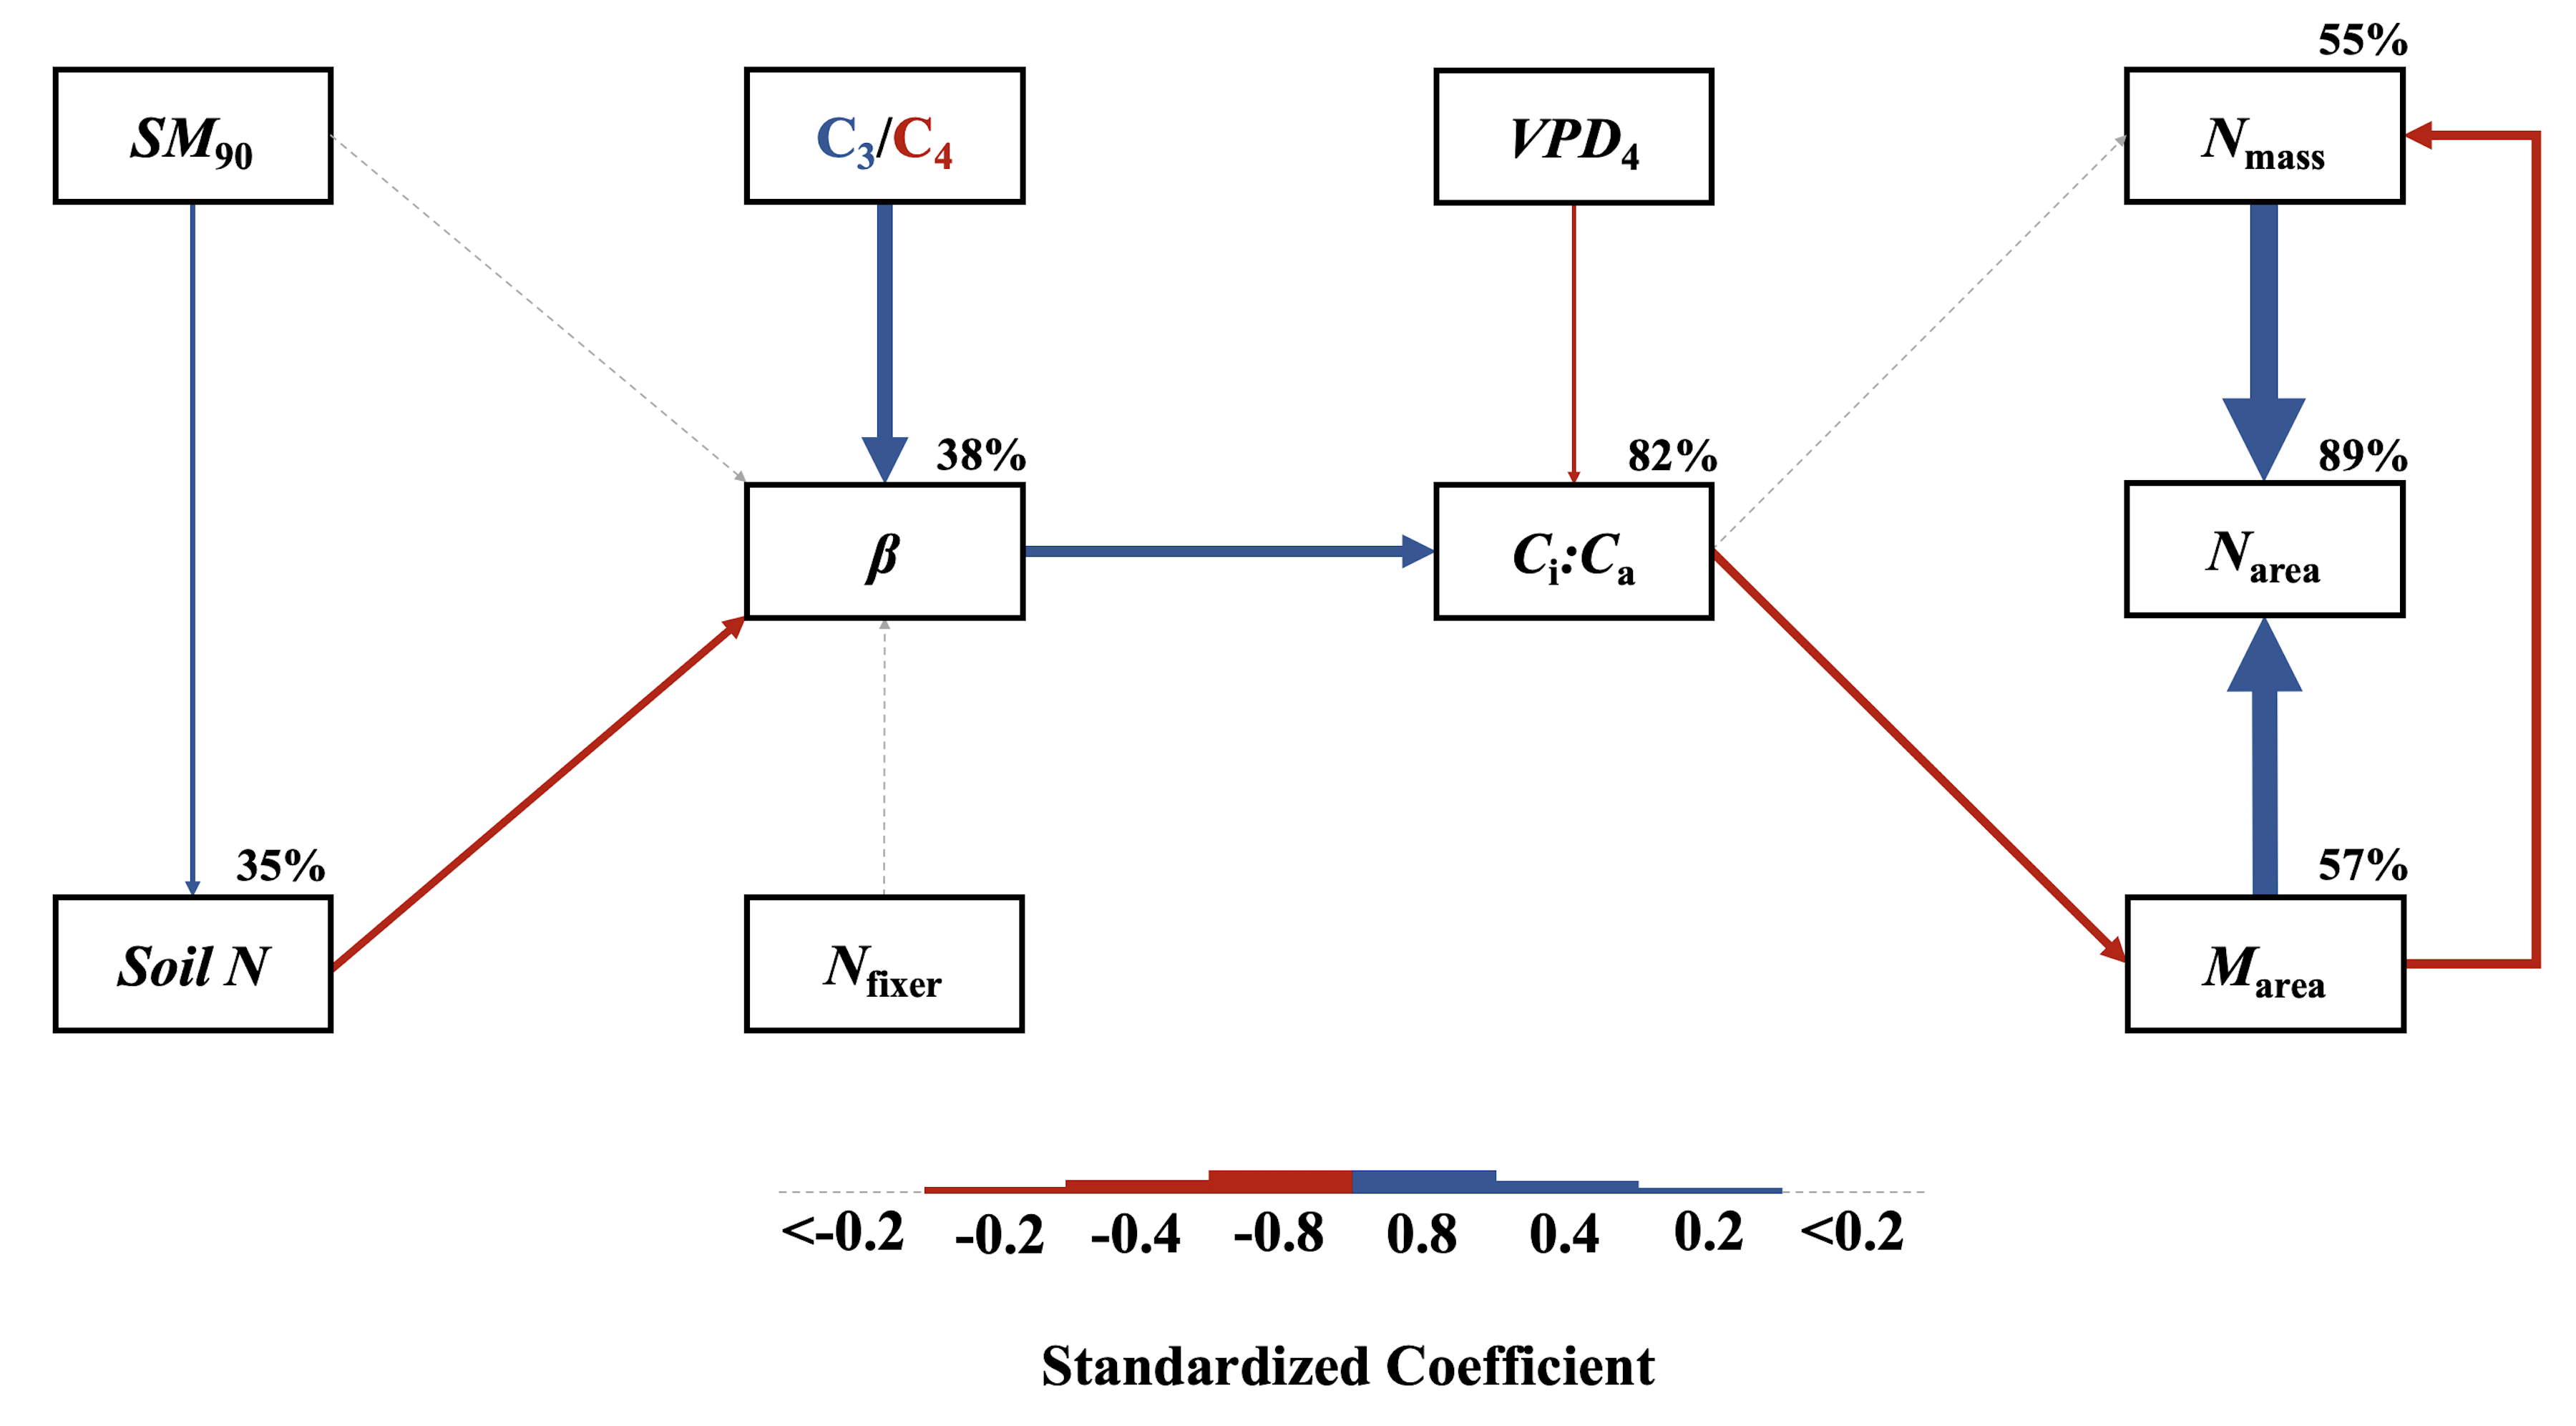 55%
SM90
C3/C4
VPD4
Nmass
38%
82%
89%
β
Ci:Ca
Narea
35%
57%
Soil N
Nfixer
Marea
<-0.2 -0.2 -0.4 -0.8 0.8 0.4 0.2 <0.2
Standardized Coefficient